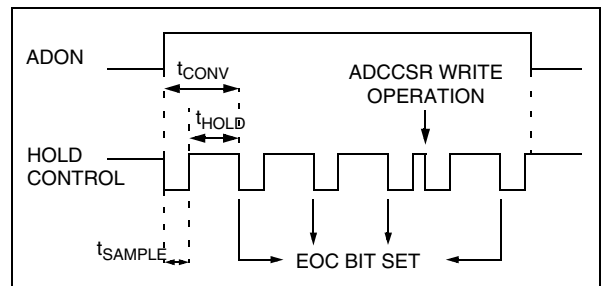 ADON
tCONV
ADCCSR WRITE
OPERATION
tHOLD
HOLD
CONTROL
tSAMPLE
EOC BIT SET